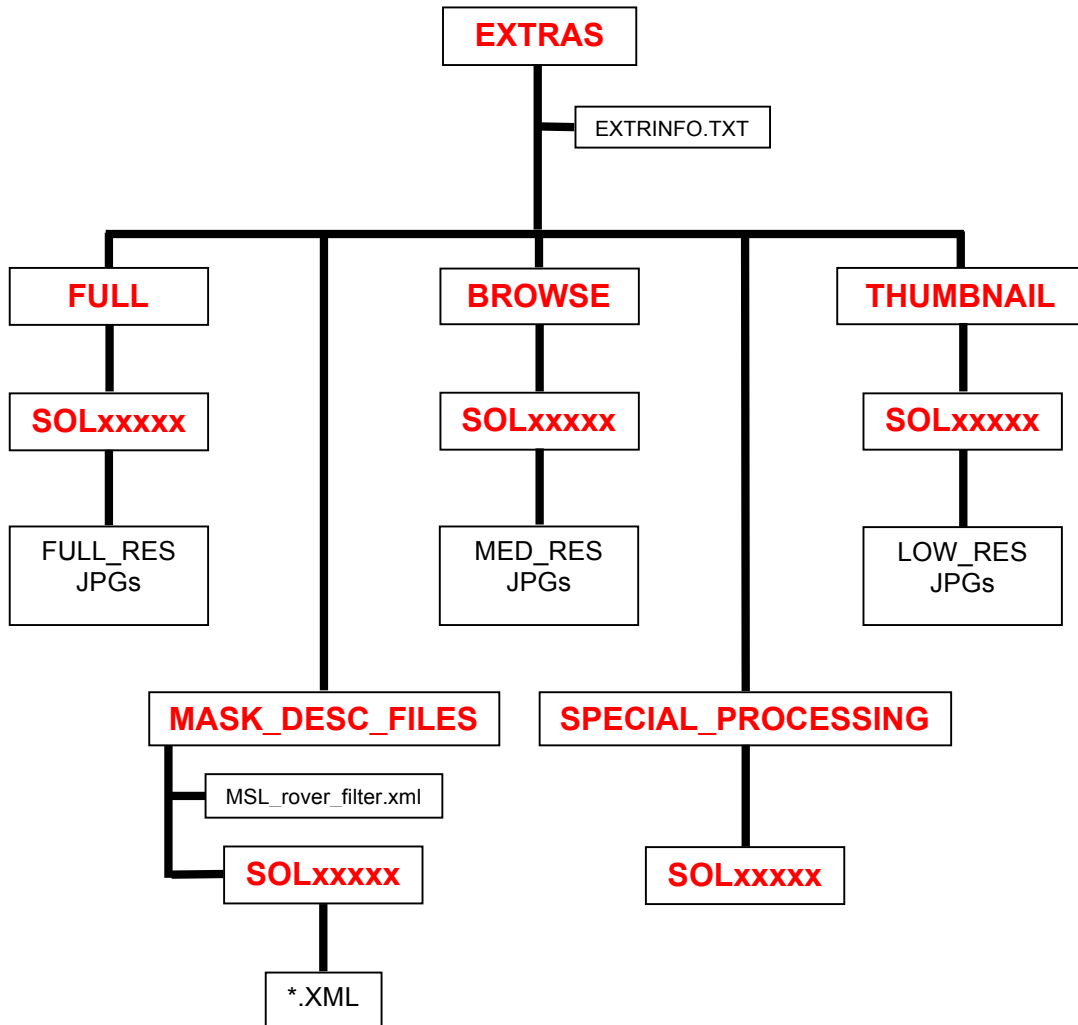 EXTRAS
EXTRINFO.TXT
FULL
BROWSE
THUMBNAIL
SOLxxxxx
SOLxxxxx
SOLxxxxx
FULL_RES
JPGs
MED_RES
JPGs
LOW_RES
JPGs
MASK_DESC_FILES
SPECIAL_PROCESSING
MSL_rover_filter.xml
SOLxxxxx
SOLxxxxx
*.XML